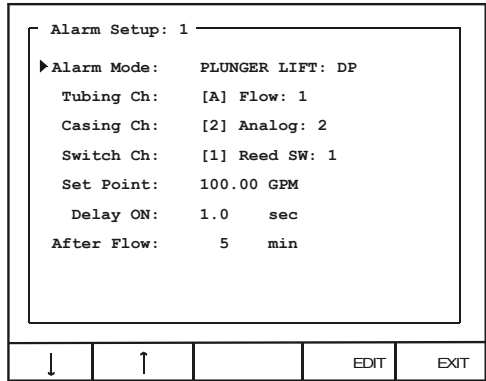 Alarm Setup: 1
Alarm Mode: PLUNGER LIFT: DP
Tubing Ch: [A] Flow: 1
Casing Ch: [2] Analog: 2
Switch Ch: [1] Reed SW: 1
Set Point: 100.00 GPM
Delay ON: 1.0 sec
After Flow: 5 min
↓ ↑ EDIT EXIT